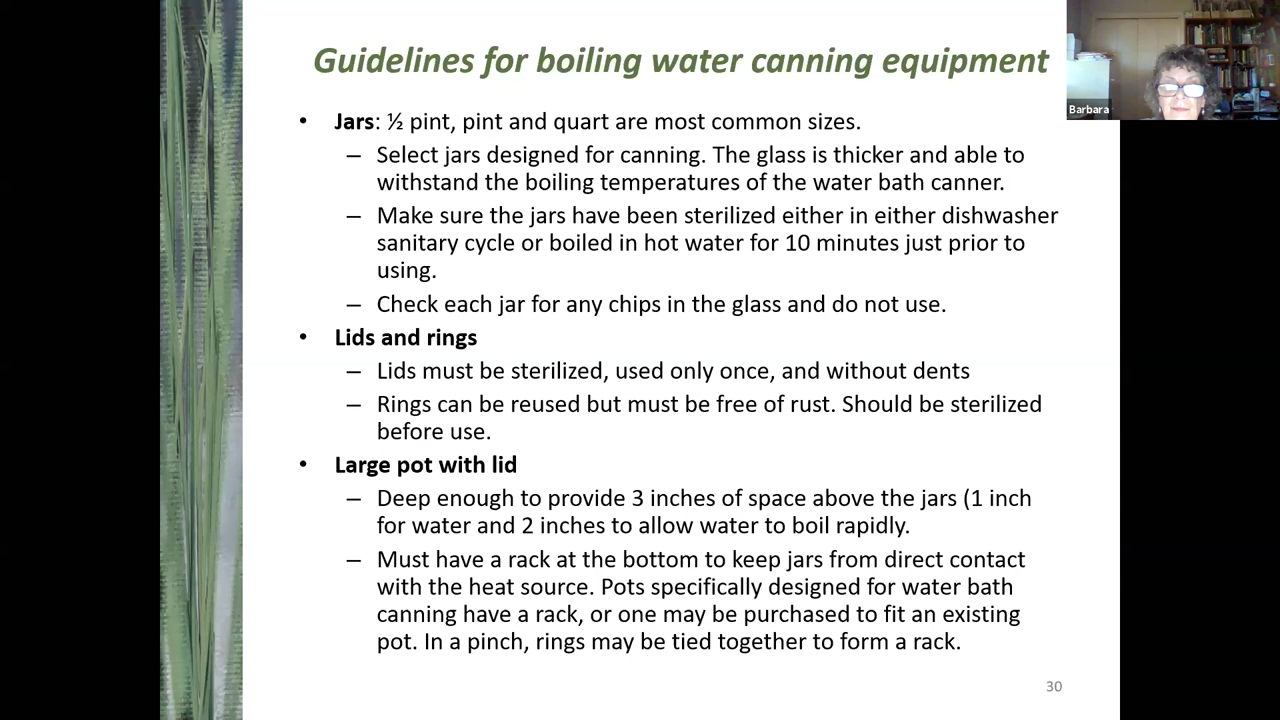 Guidelines for boiling water canning equipment
Barbara
• Jars: ½ pint, pint and quart are most common sizes.
– Select jars designed for canning. The glass is thicker and able to
withstand the boiling temperatures of the water bath canner.
– Make sure the jars have been sterilized either in either dishwasher
sanitary cycle or boiled in hot water for 10 minutes just prior to
using.
– Check each jar for any chips in the glass and do not use.
• Lids and rings
– Lids must be sterilized, used only once, and without dents
– Rings can be reused but must be free of rust. Should be sterilized
before use.
• Large pot with lid
– Deep enough to provide 3 inches of space above the jars (1 inch
for water and 2 inches to allow water to boil rapidly.
– Must have a rack at the bottom to keep jars from direct contact
with the heat source. Pots specifically designed for water bath
canning have a rack, or one may be purchased to fit an existing
pot. In a pinch, rings may be tied together to form a rack.
30